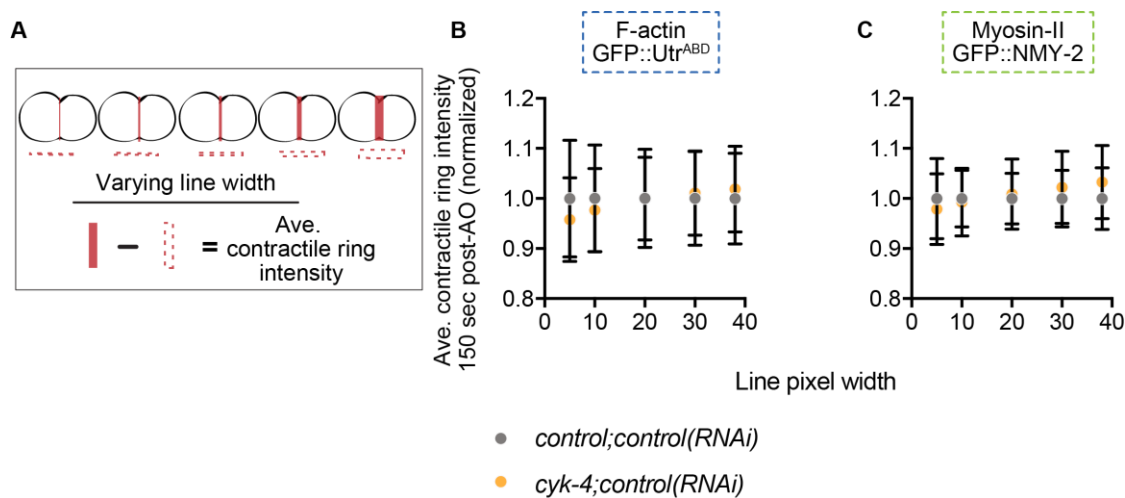 A
Varying line width
Ave.
contractile ring
intensity
− =
B
F-actin
GFP::Utr^ABD
Ave. contractile ring intensity
150 sec post-AO (normalized)
1.2
1.1
1.0
0.9
0.8
0 10 20 30 40
C
Myosin-II
GFP::NMY-2
1.2
1.1
1.0
0.9
0.8
0 10 20 30 40
Line pixel width
control;control(RNAi)
cyk-4;control(RNAi)